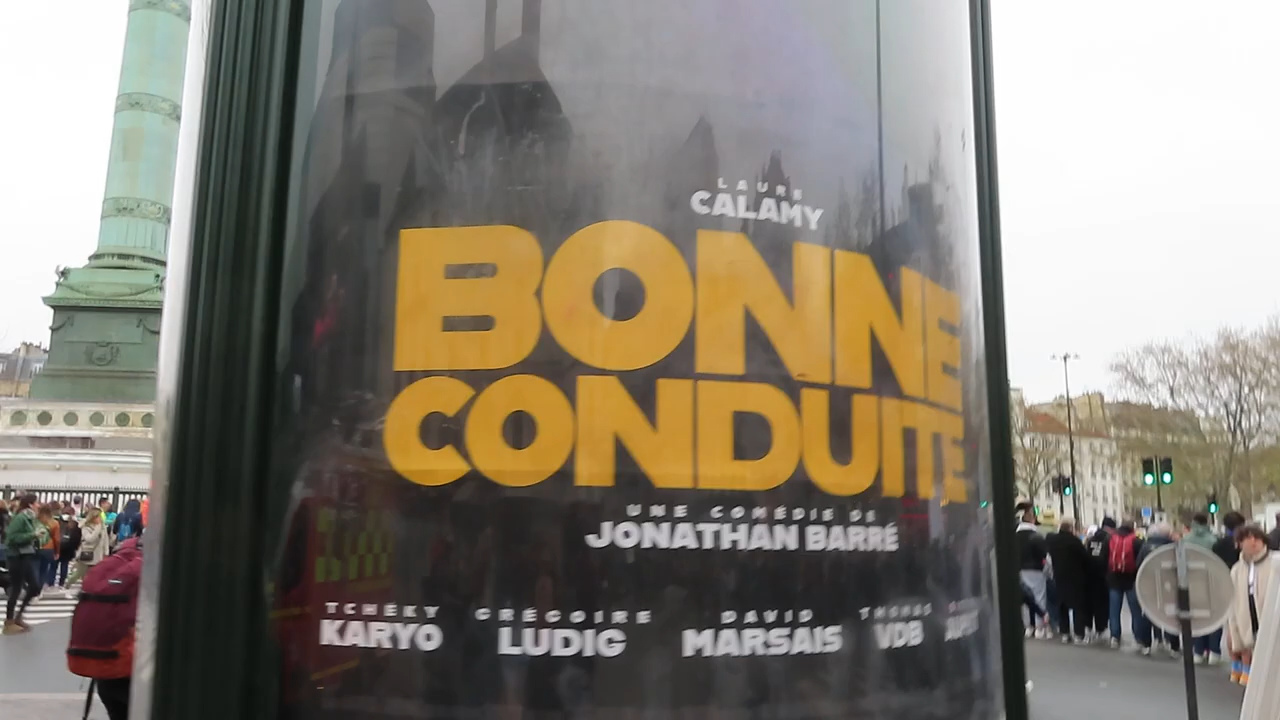 LAURE
CALAMY
BONNE
CONDUITE
UNE COMÉDIE DE
JONATHAN BARRÉ
TCHÉKY GRÉGOIRE DAVID THOMAS
KARYO LUDIG MARSAIS VDB